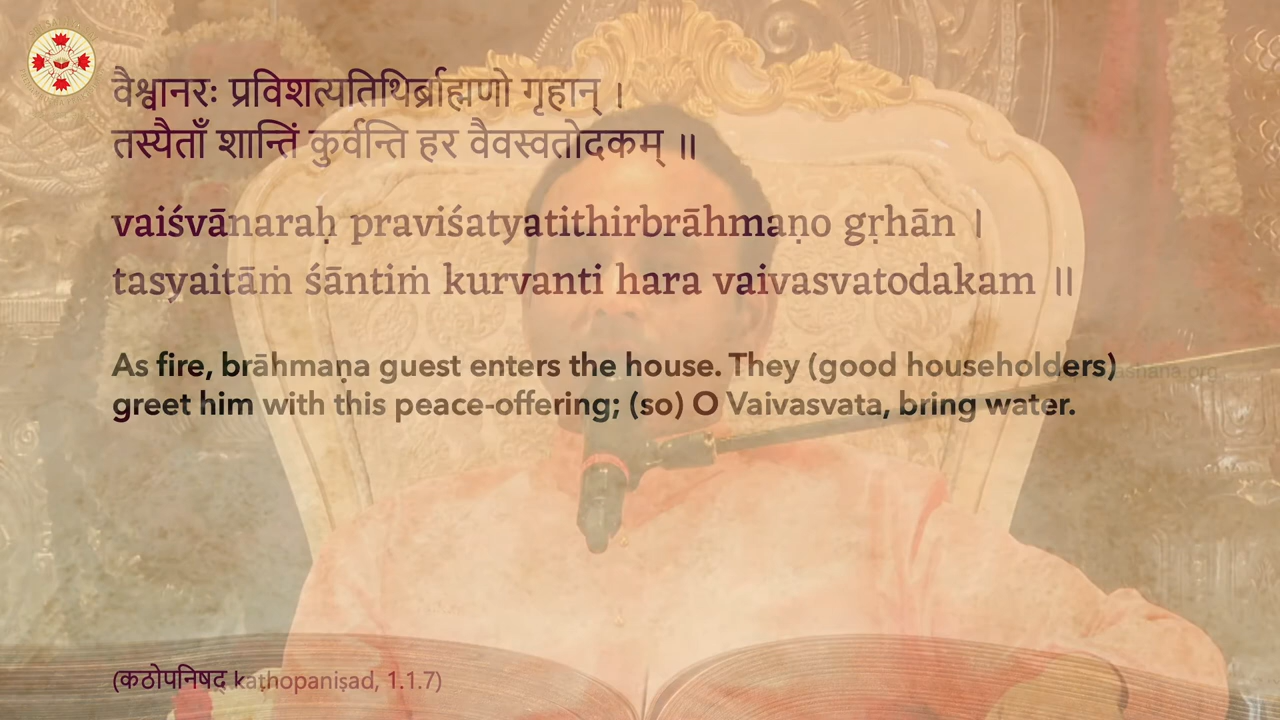 वैश्वानरः प्रविशत्यतिथिर्ब्राह्मणो गृहान् ।
तस्यैताँ शान्तिं कुर्वन्ति हर वैवस्वतोदकम् ॥
vaiśvānaraḥ praviśatyatithirbrāhmaṇo gṛhān ।
tasyaitāṁ śāntiṁ kurvanti hara vaivasvatodakam ॥
As fire, brāhmaṇa guest enters the house. They (good householders)
greet him with this peace-offering; (so) O Vaivasvata, bring water.
(कठोपनिषद् kaṭhopaniṣad, 1.1.7)